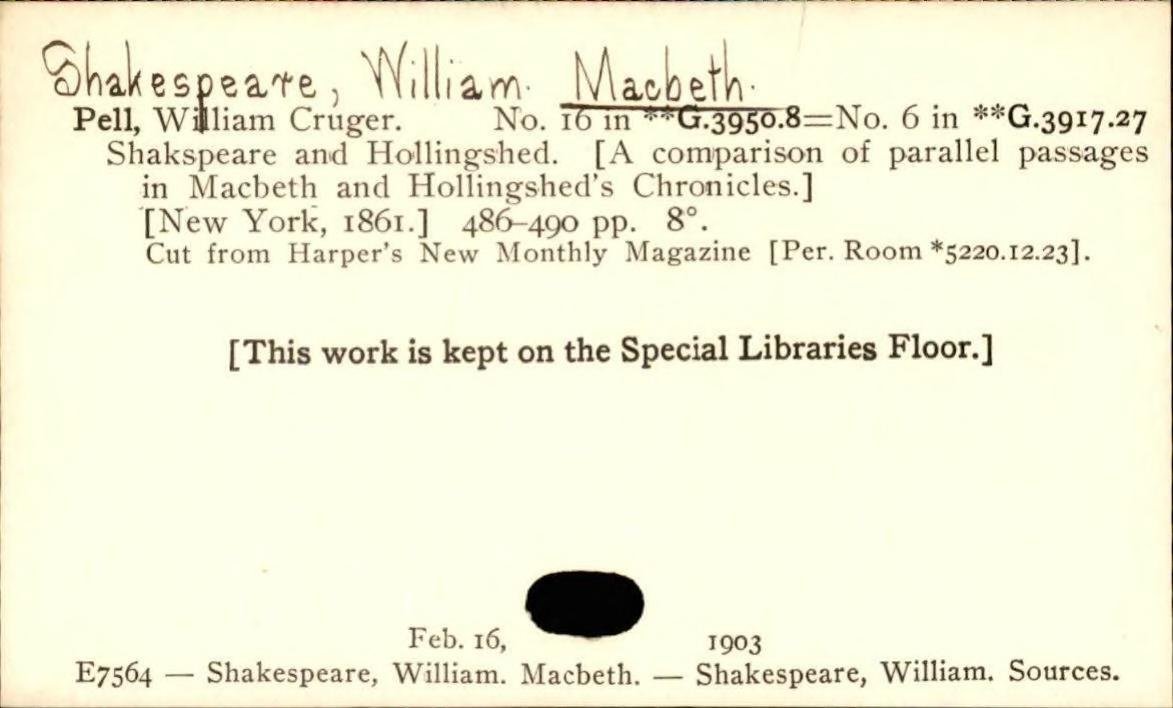 Shakespeare, William. Macbeth.
Pell, William Cruger. No. 16 in **G.3950.8=No. 6 in **G.3917.27
Shakspeare and Hollingshed. [A comparison of parallel passages
in Macbeth and Hollingshed's Chronicles.]
[New York, 1861.] 486–490 pp. 8°.
Cut from Harper's New Monthly Magazine [Per. Room *5220.12.23].
[This work is kept on the Special Libraries Floor.]
Feb. 16, 1903
E7564 — Shakespeare, William. Macbeth. — Shakespeare, William. Sources.